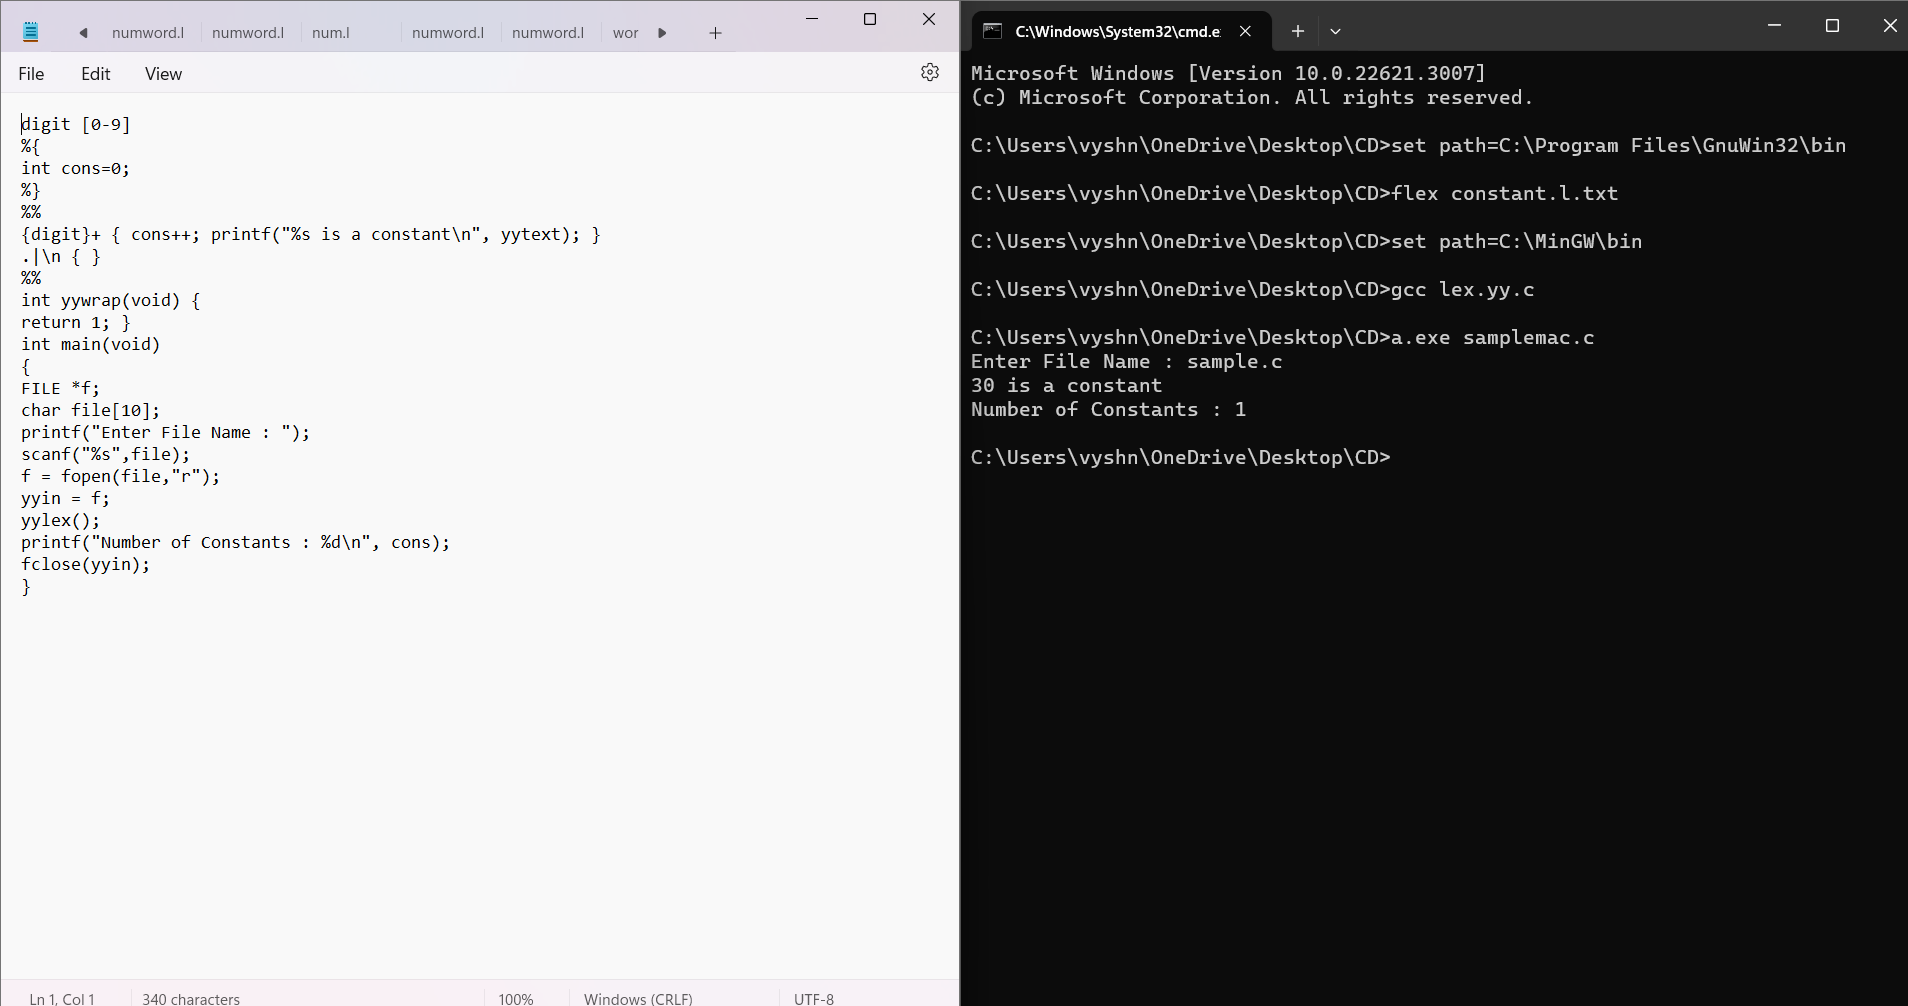 numword.l numword.l num.l numword.l numword.l wor
File Edit View
digit [0-9]
%{
int cons=0;
%}
%%
{digit}+ { cons++; printf("%s is a constant\n", yytext); }
.|\n { }
%%
int yywrap(void) {
return 1; }
int main(void)
{
FILE *f;
char file[10];
printf("Enter File Name : ");
scanf("%s",file);
f = fopen(file,"r");
yyin = f;
yylex();
printf("Number of Constants : %d\n", cons);
fclose(yyin);
}
Ln 1, Col 1 340 characters 100% Windows (CRLF) UTF-8
C:\Windows\System32\cmd.e
Microsoft Windows [Version 10.0.22621.3007]
(c) Microsoft Corporation. All rights reserved.
C:\Users\vyshn\OneDrive\Desktop\CD>set path=C:\Program Files\GnuWin32\bin
C:\Users\vyshn\OneDrive\Desktop\CD>flex constant.l.txt
C:\Users\vyshn\OneDrive\Desktop\CD>set path=C:\MinGW\bin
C:\Users\vyshn\OneDrive\Desktop\CD>gcc lex.yy.c
C:\Users\vyshn\OneDrive\Desktop\CD>a.exe samplemac.c
Enter File Name : sample.c
30 is a constant
Number of Constants : 1
C:\Users\vyshn\OneDrive\Desktop\CD>